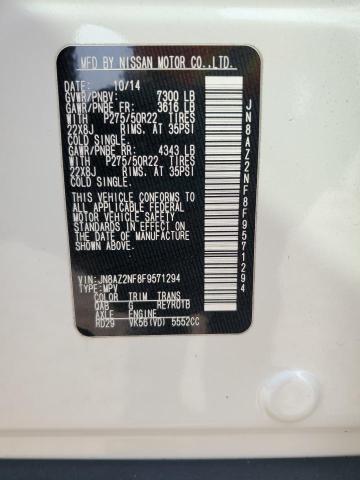 MFD BY NISSAN MOTOR CO.,LTD.
DATE: 10/14
GVWR/PNBV: 7300 LB
GAWR/PNBE FR: 3616 LB
WITH P275/50R22 TIRES
22X8J RIMS, AT 35PSI
COLD SINGLE.
GAWR/PNBE RR: 4343 LB
WITH P275/50R22 TIRES
22X8J RIMS, AT 35PSI
COLD SINGLE.
THIS VEHICLE CONFORMS
TO ALL APPLICABLE FEDERAL
MOTOR VEHICLE SAFETY
STANDARDS IN EFFECT ON
THE DATE OF MANUFACTURE
SHOWN ABOVE.
VIN:JN8AZ2NF8F9571294
TYPE:MPV
COLOR TRIM TRANS
QAB G RE7R01B
AXLE ENGINE
RD29 VK56(VD) 5552CC
JN8AZ2NF8F9571294